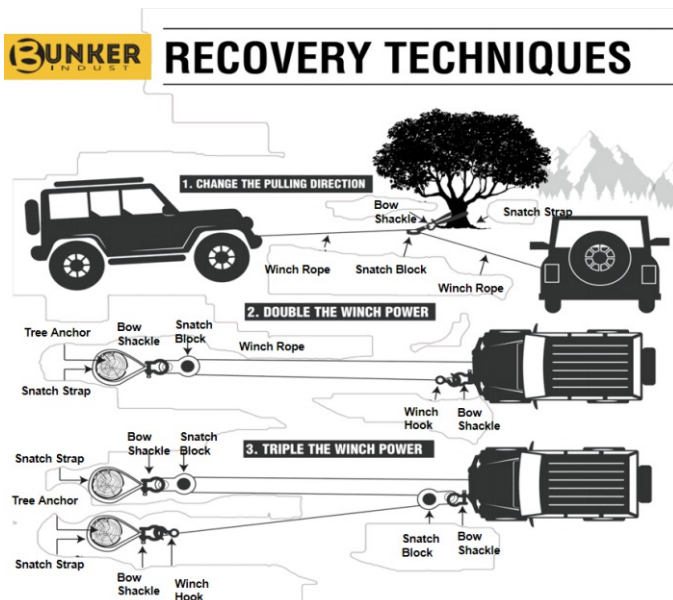 BUNKER
INDUST
RECOVERY TECHNIQUES
1. CHANGE THE PULLING DIRECTION
Bow
Shackle
Snatch Strap
Winch Rope
Snatch Block
Winch Rope
2. DOUBLE THE WINCH POWER
Tree Anchor
Bow
Shackle
Snatch
Block
Winch Rope
Snatch Strap
Winch
Hook
Bow
Shackle
3. TRIPLE THE WINCH POWER
Bow
Shackle
Snatch
Block
Snatch Strap
Tree Anchor
Snatch
Block
Bow
Shackle
Snatch Strap
Bow
Shackle
Winch
Hook